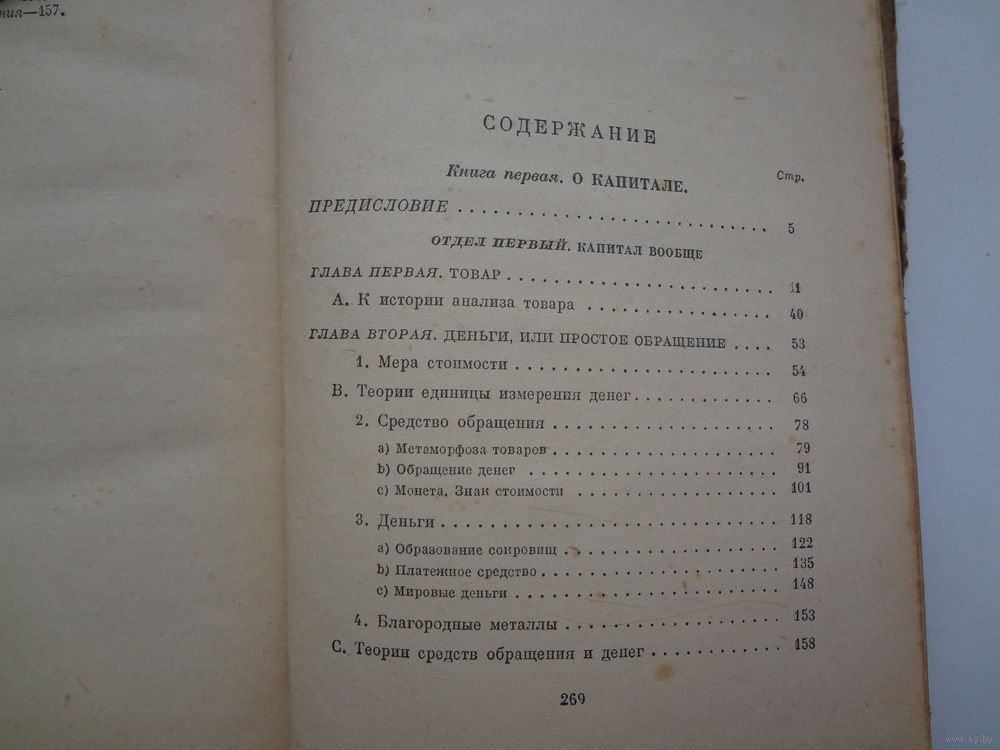 ния—157.
СОДЕРЖАНИЕ
Книга первая. О КАПИТАЛЕ.
Стр.
ПРЕДИСЛОВИЕ . . . . . . . . . . . . . . . . . . . . . . . . . . 5
ОТДЕЛ ПЕРВЫЙ. КАПИТАЛ ВООБЩЕ
ГЛАВА ПЕРВАЯ. ТОВАР . . . . . . . . . . . . . . . . . . . . . . 11
А. К истории анализа товара . . . . . . . . . . . . . . . . 40
ГЛАВА ВТОРАЯ. ДЕНЬГИ, ИЛИ ПРОСТОЕ ОБРАЩЕНИЕ . . . . 53
1. Мера стоимости . . . . . . . . . . . . . . . . . . . . . . 54
В. Теории единицы измерения денег . . . . . . . . . . . . 66
2. Средство обращения . . . . . . . . . . . . . . . . . . . 78
a) Метаморфоза товаров . . . . . . . . . . . . . . . . . . . 79
b) Обращение денег . . . . . . . . . . . . . . . . . . . . . 91
c) Монета. Знак стоимости . . . . . . . . . . . . . . . . . 101
3. Деньги . . . . . . . . . . . . . . . . . . . . . . . . . . . . 118
a) Образование сокровищ . . . . . . . . . . . . . . . . . . 122
b) Платежное средство . . . . . . . . . . . . . . . . . . . . 135
c) Мировые деньги . . . . . . . . . . . . . . . . . . . . . . 148
4. Благородные металлы . . . . . . . . . . . . . . . . . . 153
С. Теории средств обращения и денег . . . . . . . . . . . 158
269
www.ay.by